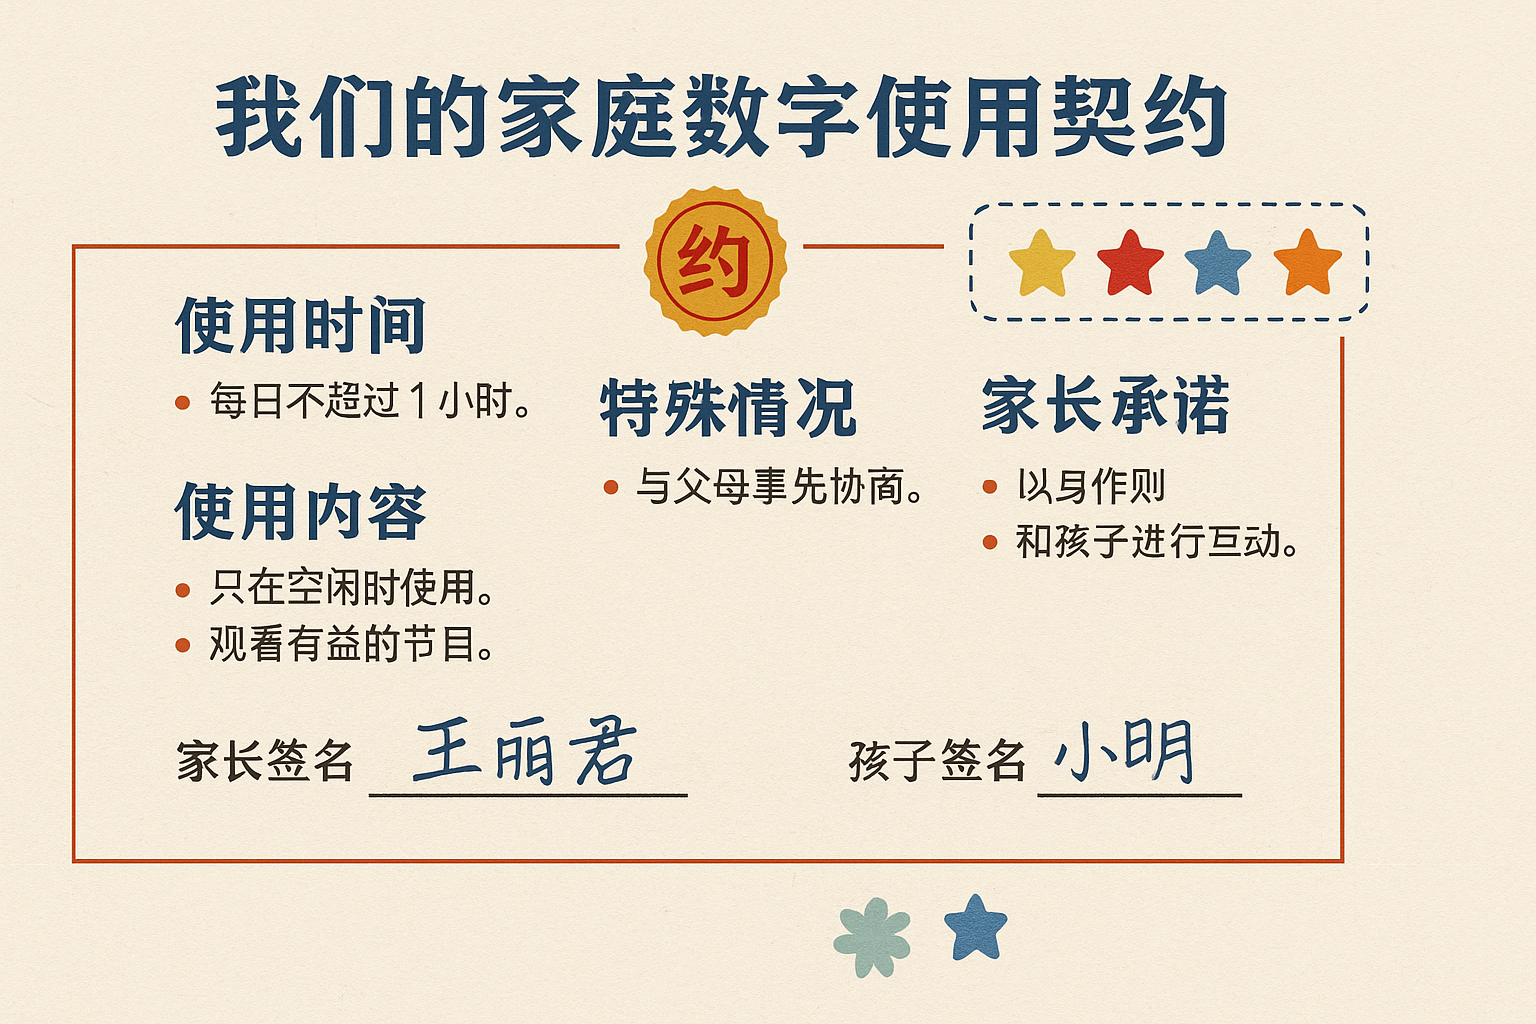 我们的家庭数字使用契约
约
使用时间
每日不超过1小时。
使用内容
只在空闲时使用。
观看有益的节目。
特殊情况
与父母事先协商。
家长承诺
以身作则
和孩子进行互动。
家长签名 王丽君
孩子签名 小明